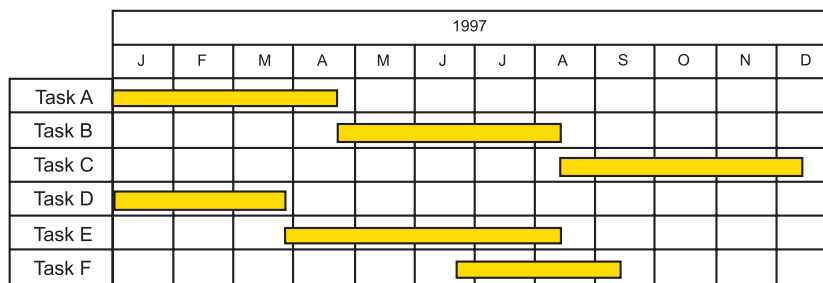 1997
J F M A M J J A S O N D
Task A
Task B
Task C
Task D
Task E
Task F